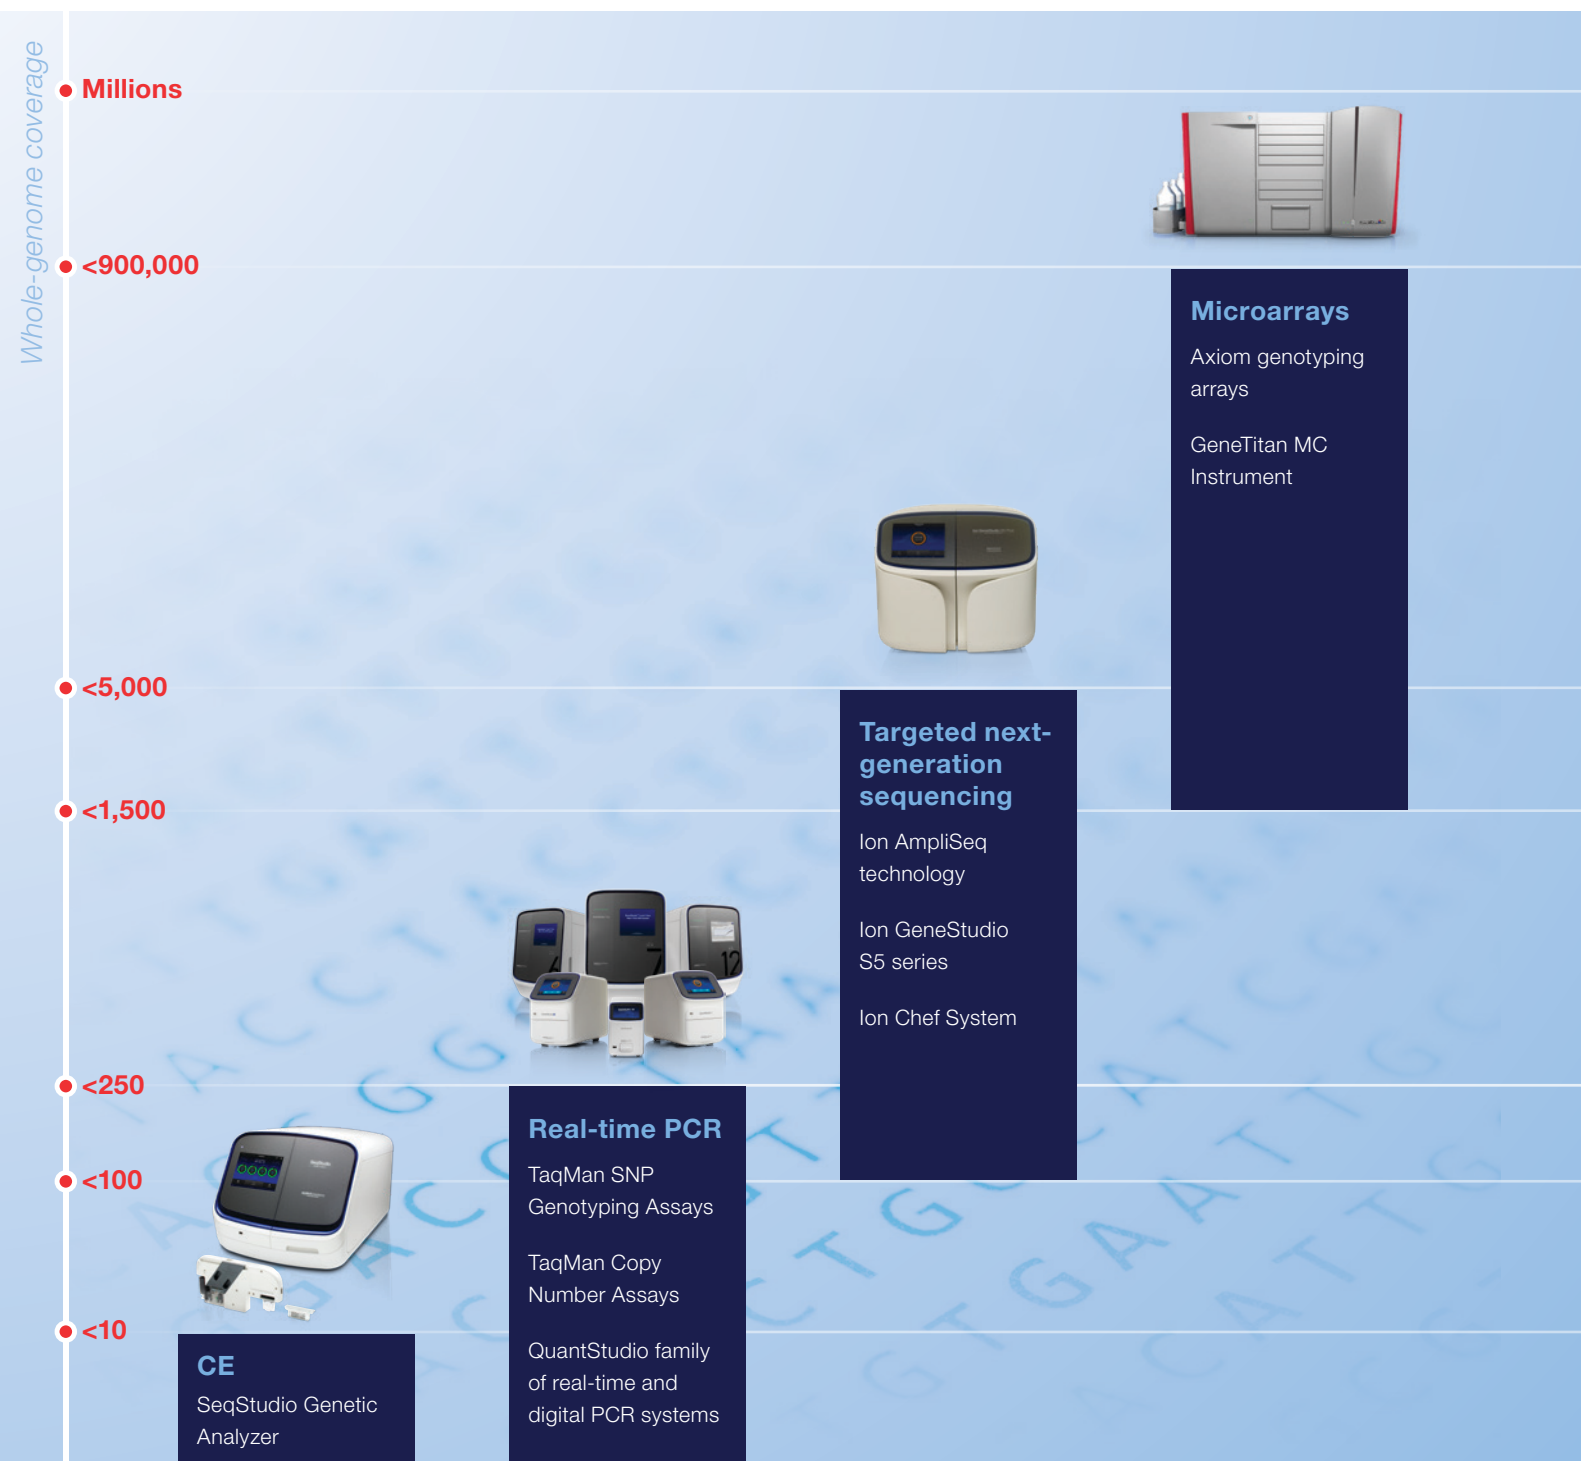 Whole-genome coverage
Millions
<900,000
<5,000
<1,500
<250
<100
<10
CE
SeqStudio Genetic
Analyzer
Real-time PCR
TaqMan SNP
Genotyping Assays
TaqMan Copy
Number Assays
QuantStudio family
of real-time and
digital PCR systems
Targeted next-
generation
sequencing
Ion AmpliSeq
technology
Ion GeneStudio
S5 series
Ion Chef System
Microarrays
Axiom genotyping
arrays
GeneTitan MC
Instrument